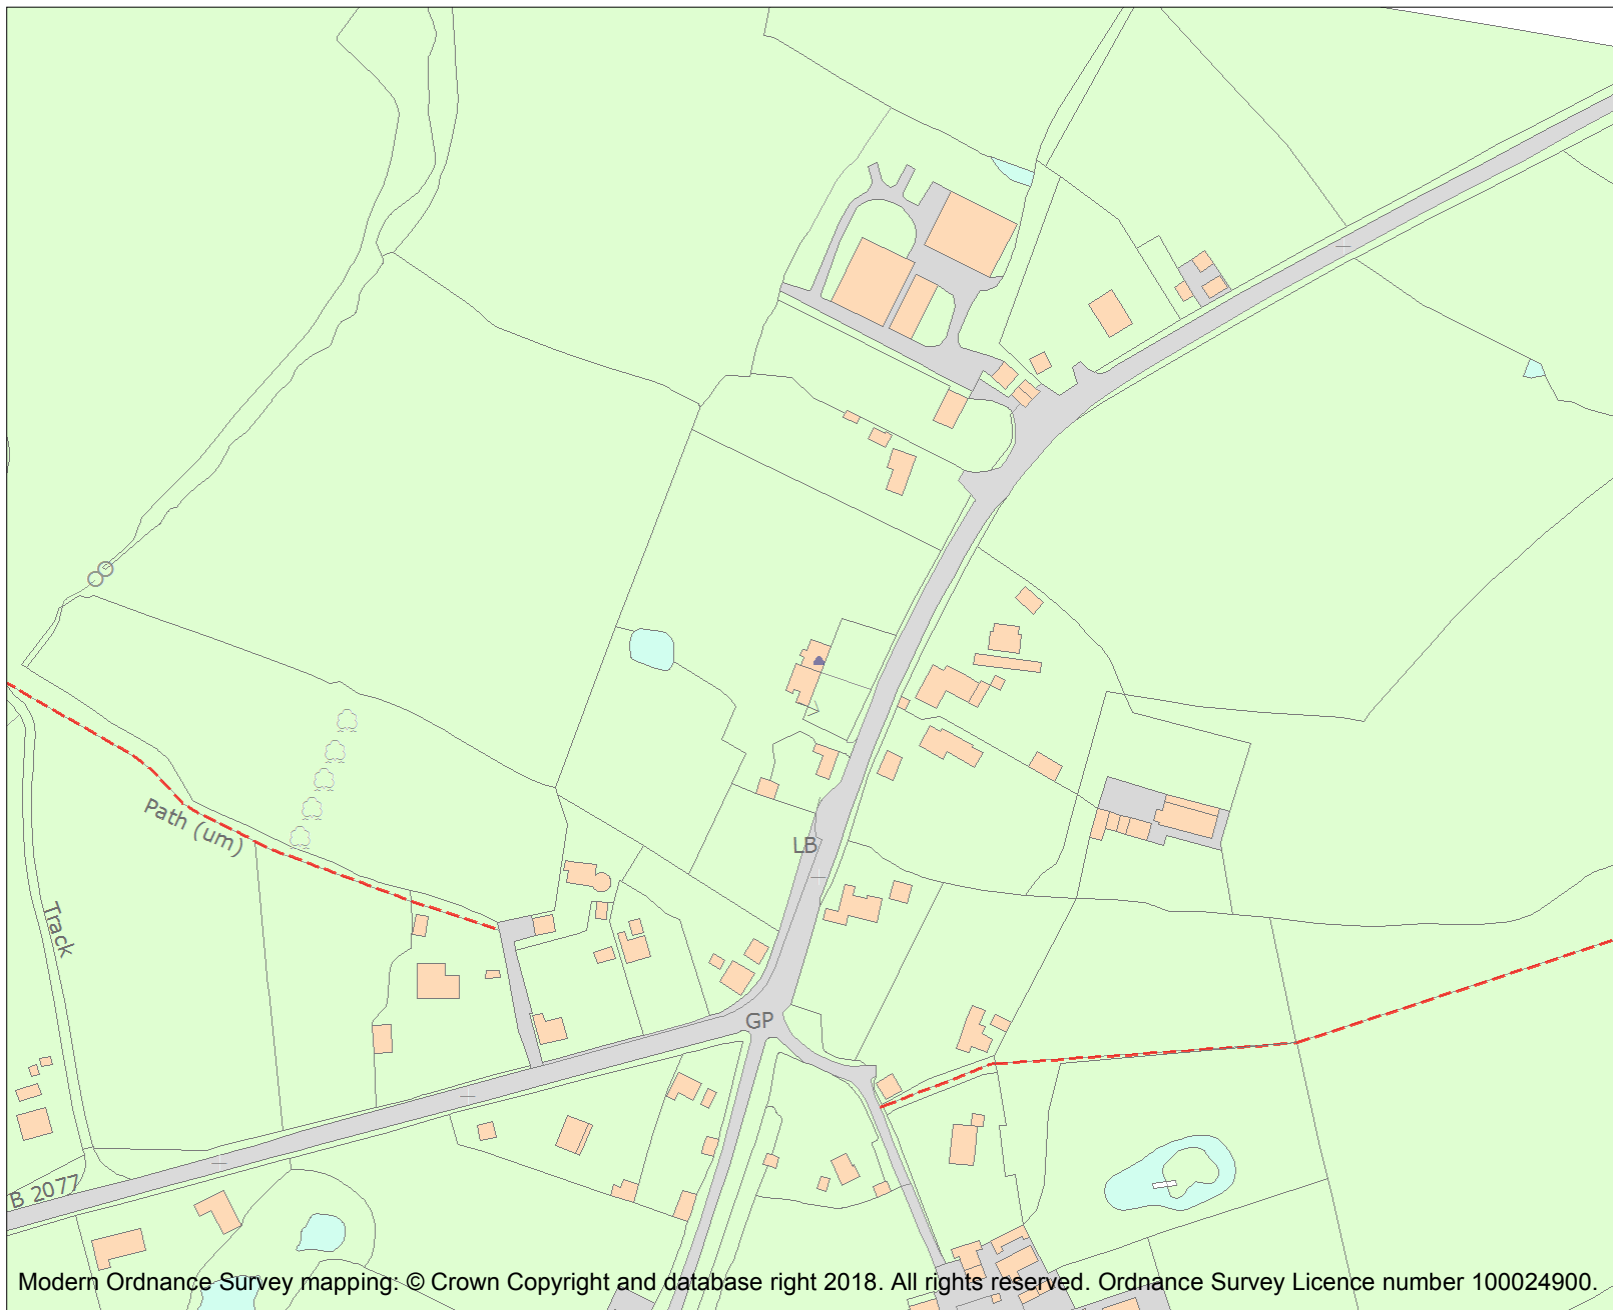 Path (um)
LB
Track
GP
B 2077
Modern Ordnance Survey mapping: © Crown Copyright and database right 2018. All rights reserved. Ordnance Survey Licence number 100024900.